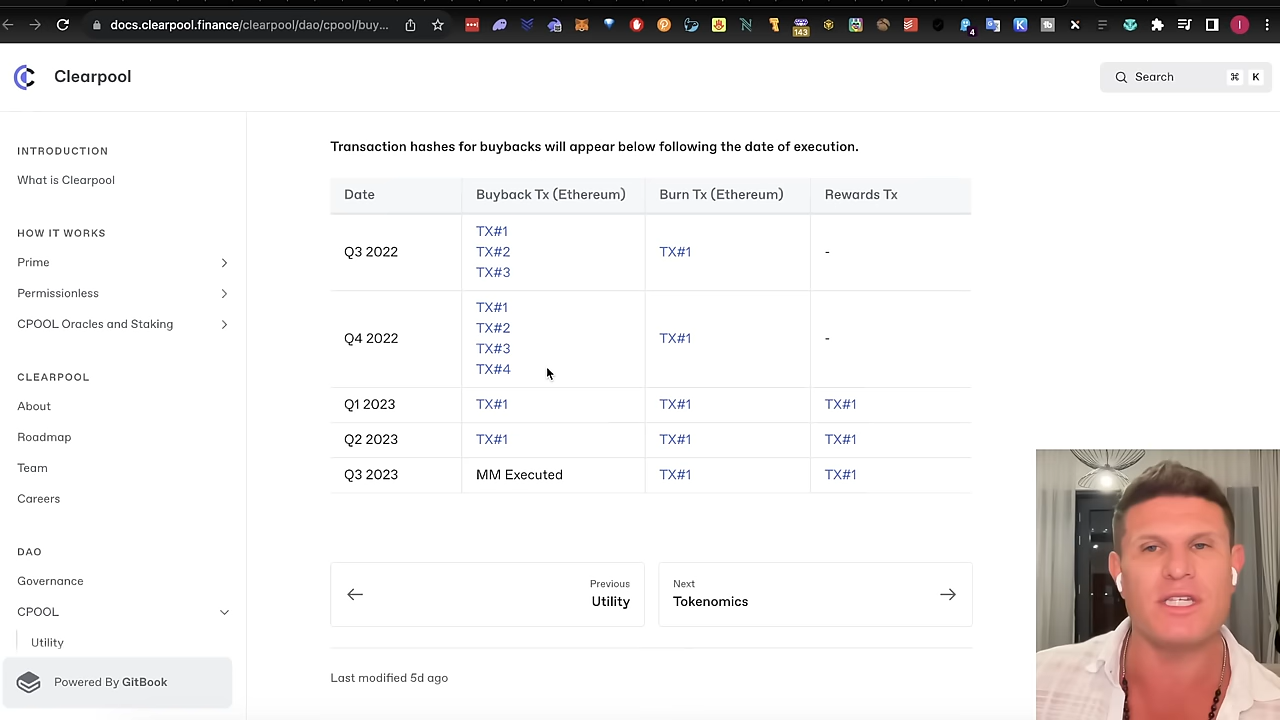 docs.clearpool.finance/clearpool/dao/cpool/buy...
143
4
I
Clearpool
Search
⌘ K
INTRODUCTION
What is Clearpool
HOW IT WORKS
Prime
Permissionless
CPOOL Oracles and Staking
CLEARPOOL
About
Roadmap
Team
Careers
DAO
Governance
CPOOL
Utility
Powered By GitBook
Transaction hashes for buybacks will appear below following the date of execution.
Date Buyback Tx (Ethereum) Burn Tx (Ethereum) Rewards Tx
Q3 2022
TX#1
TX#2
TX#3
TX#1
-
Q4 2022
TX#1
TX#2
TX#3
TX#4
TX#1
-
Q1 2023 TX#1 TX#1 TX#1
Q2 2023 TX#1 TX#1 TX#1
Q3 2023 MM Executed TX#1 TX#1
Previous
Utility
Next
Tokenomics
Last modified 5d ago